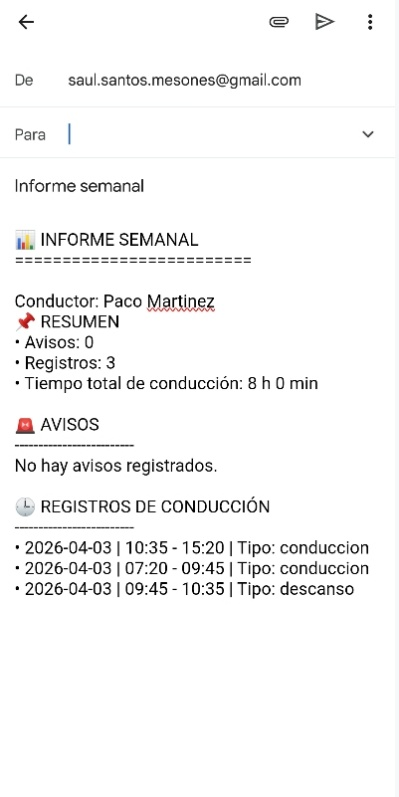 De saul.santos.mesones@gmail.com
Para
Informe semanal
📊 INFORME SEMANAL
=========================
Conductor: Paco Martinez
📌 RESUMEN
• Avisos: 0
• Registros: 3
• Tiempo total de conducción: 8 h 0 min
🚨 AVISOS
-------------------------
No hay avisos registrados.
🕒 REGISTROS DE CONDUCCIÓN
-------------------------
• 2026-04-03 | 10:35 - 15:20 | Tipo: conduccion
• 2026-04-03 | 07:20 - 09:45 | Tipo: conduccion
• 2026-04-03 | 09:45 - 10:35 | Tipo: descanso